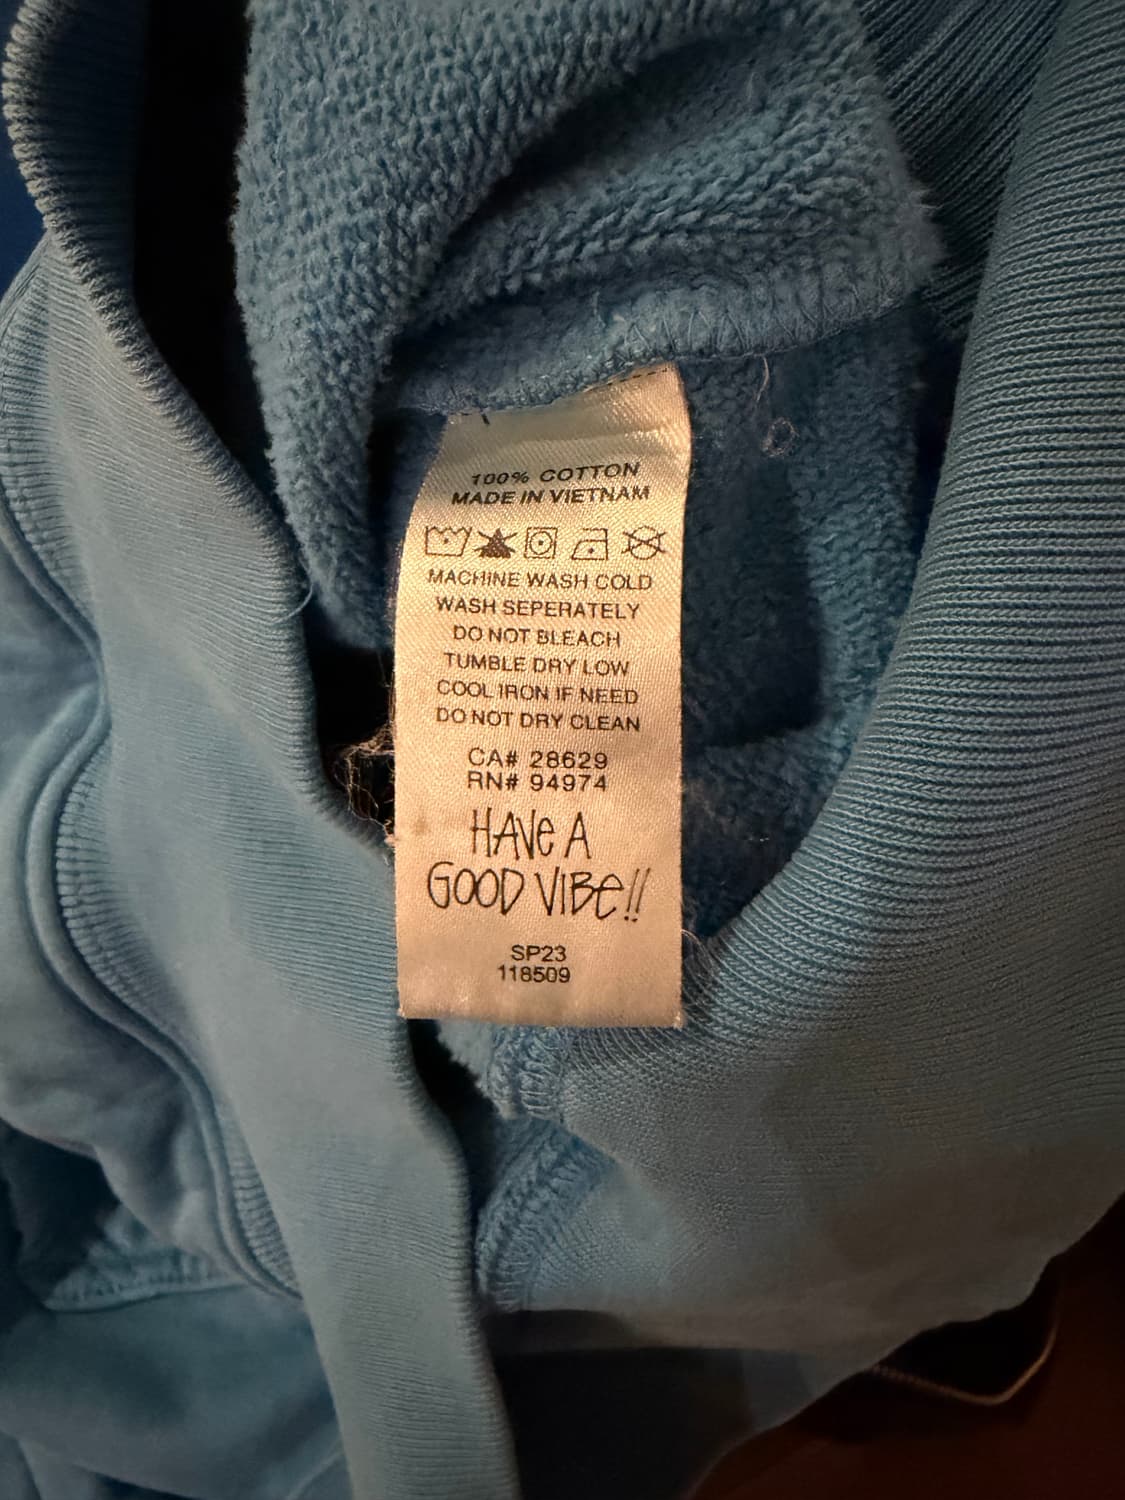 100% COTTON
MADE IN VIETNAM
MACHINE WASH COLD
WASH SEPERATELY
DO NOT BLEACH
TUMBLE DRY LOW
COOL IRON IF NEED
DO NOT DRY CLEAN
CA# 28629
RN# 94974
HAVe A
GOOD VIBe!!
SP23
118509